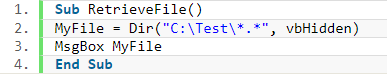 1. Sub RetrieveFile()
2. MyFile = Dir("C:\Test\*.*", vbHidden)
3. MsgBox MyFile
4. End Sub